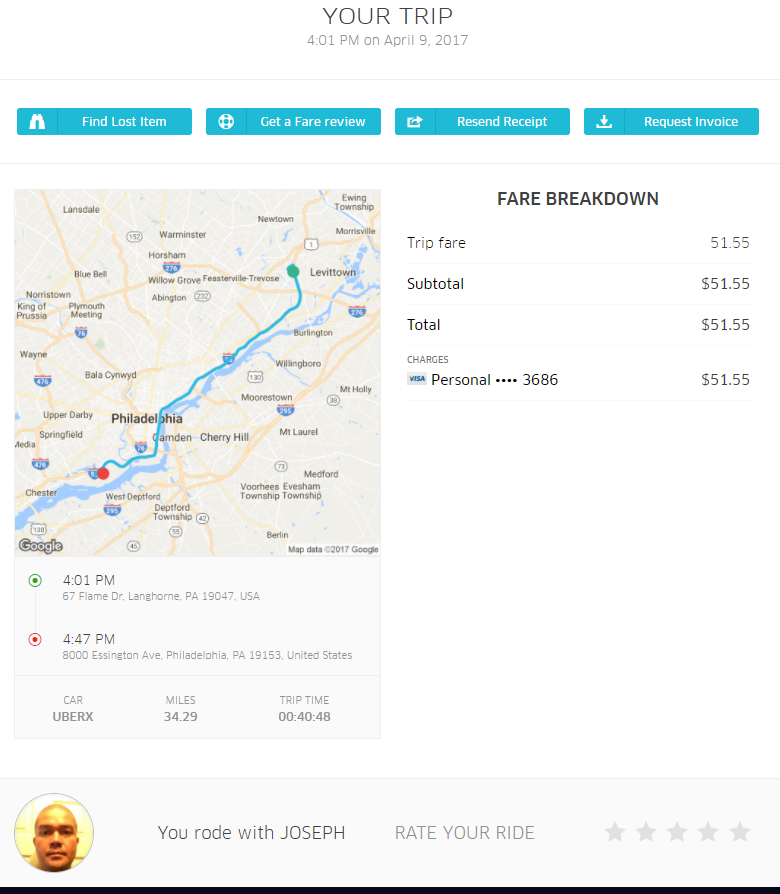 YOUR TRIP
4:01 PM on April 9, 2017
Find Lost Item
Get a Fare review
Resend Receipt
Request Invoice
Ewing
Township
Lansdale
Newtown
Morrisville
152
Warminster
1
Horsham
276
Blue Bell
Willow Grove
Feasterville-Trevose
Levittown
Norristown
Abington
232
King of
Prussia
Plymouth
Meeting
276
76
Burlington
Wayne
Willingboro
476
Bala Cynwyd
130
Mt Holly
Moorestown
38
Upper Darby
Philadelphia
295
Springfield
Camden
Cherry Hill
Mt Laurel
Media
76
476
73
Medford
Chester
West Deptford
Voorhees
Township
Evesham
Township
295
Deptford
Township
42
130
55
Berlin
45
Google
Map data ©2017 Google
4:01 PM
67 Flame Dr, Langhorne, PA 19047, USA
4:47 PM
8000 Essington Ave, Philadelphia, PA 19153, United States
CAR MILES TRIP TIME
UBERX 34.29 00:40:48
FARE BREAKDOWN
Trip fare 51.55
Subtotal $51.55
Total $51.55
CHARGES
VISA Personal •••• 3686 $51.55
You rode with JOSEPH
RATE YOUR RIDE